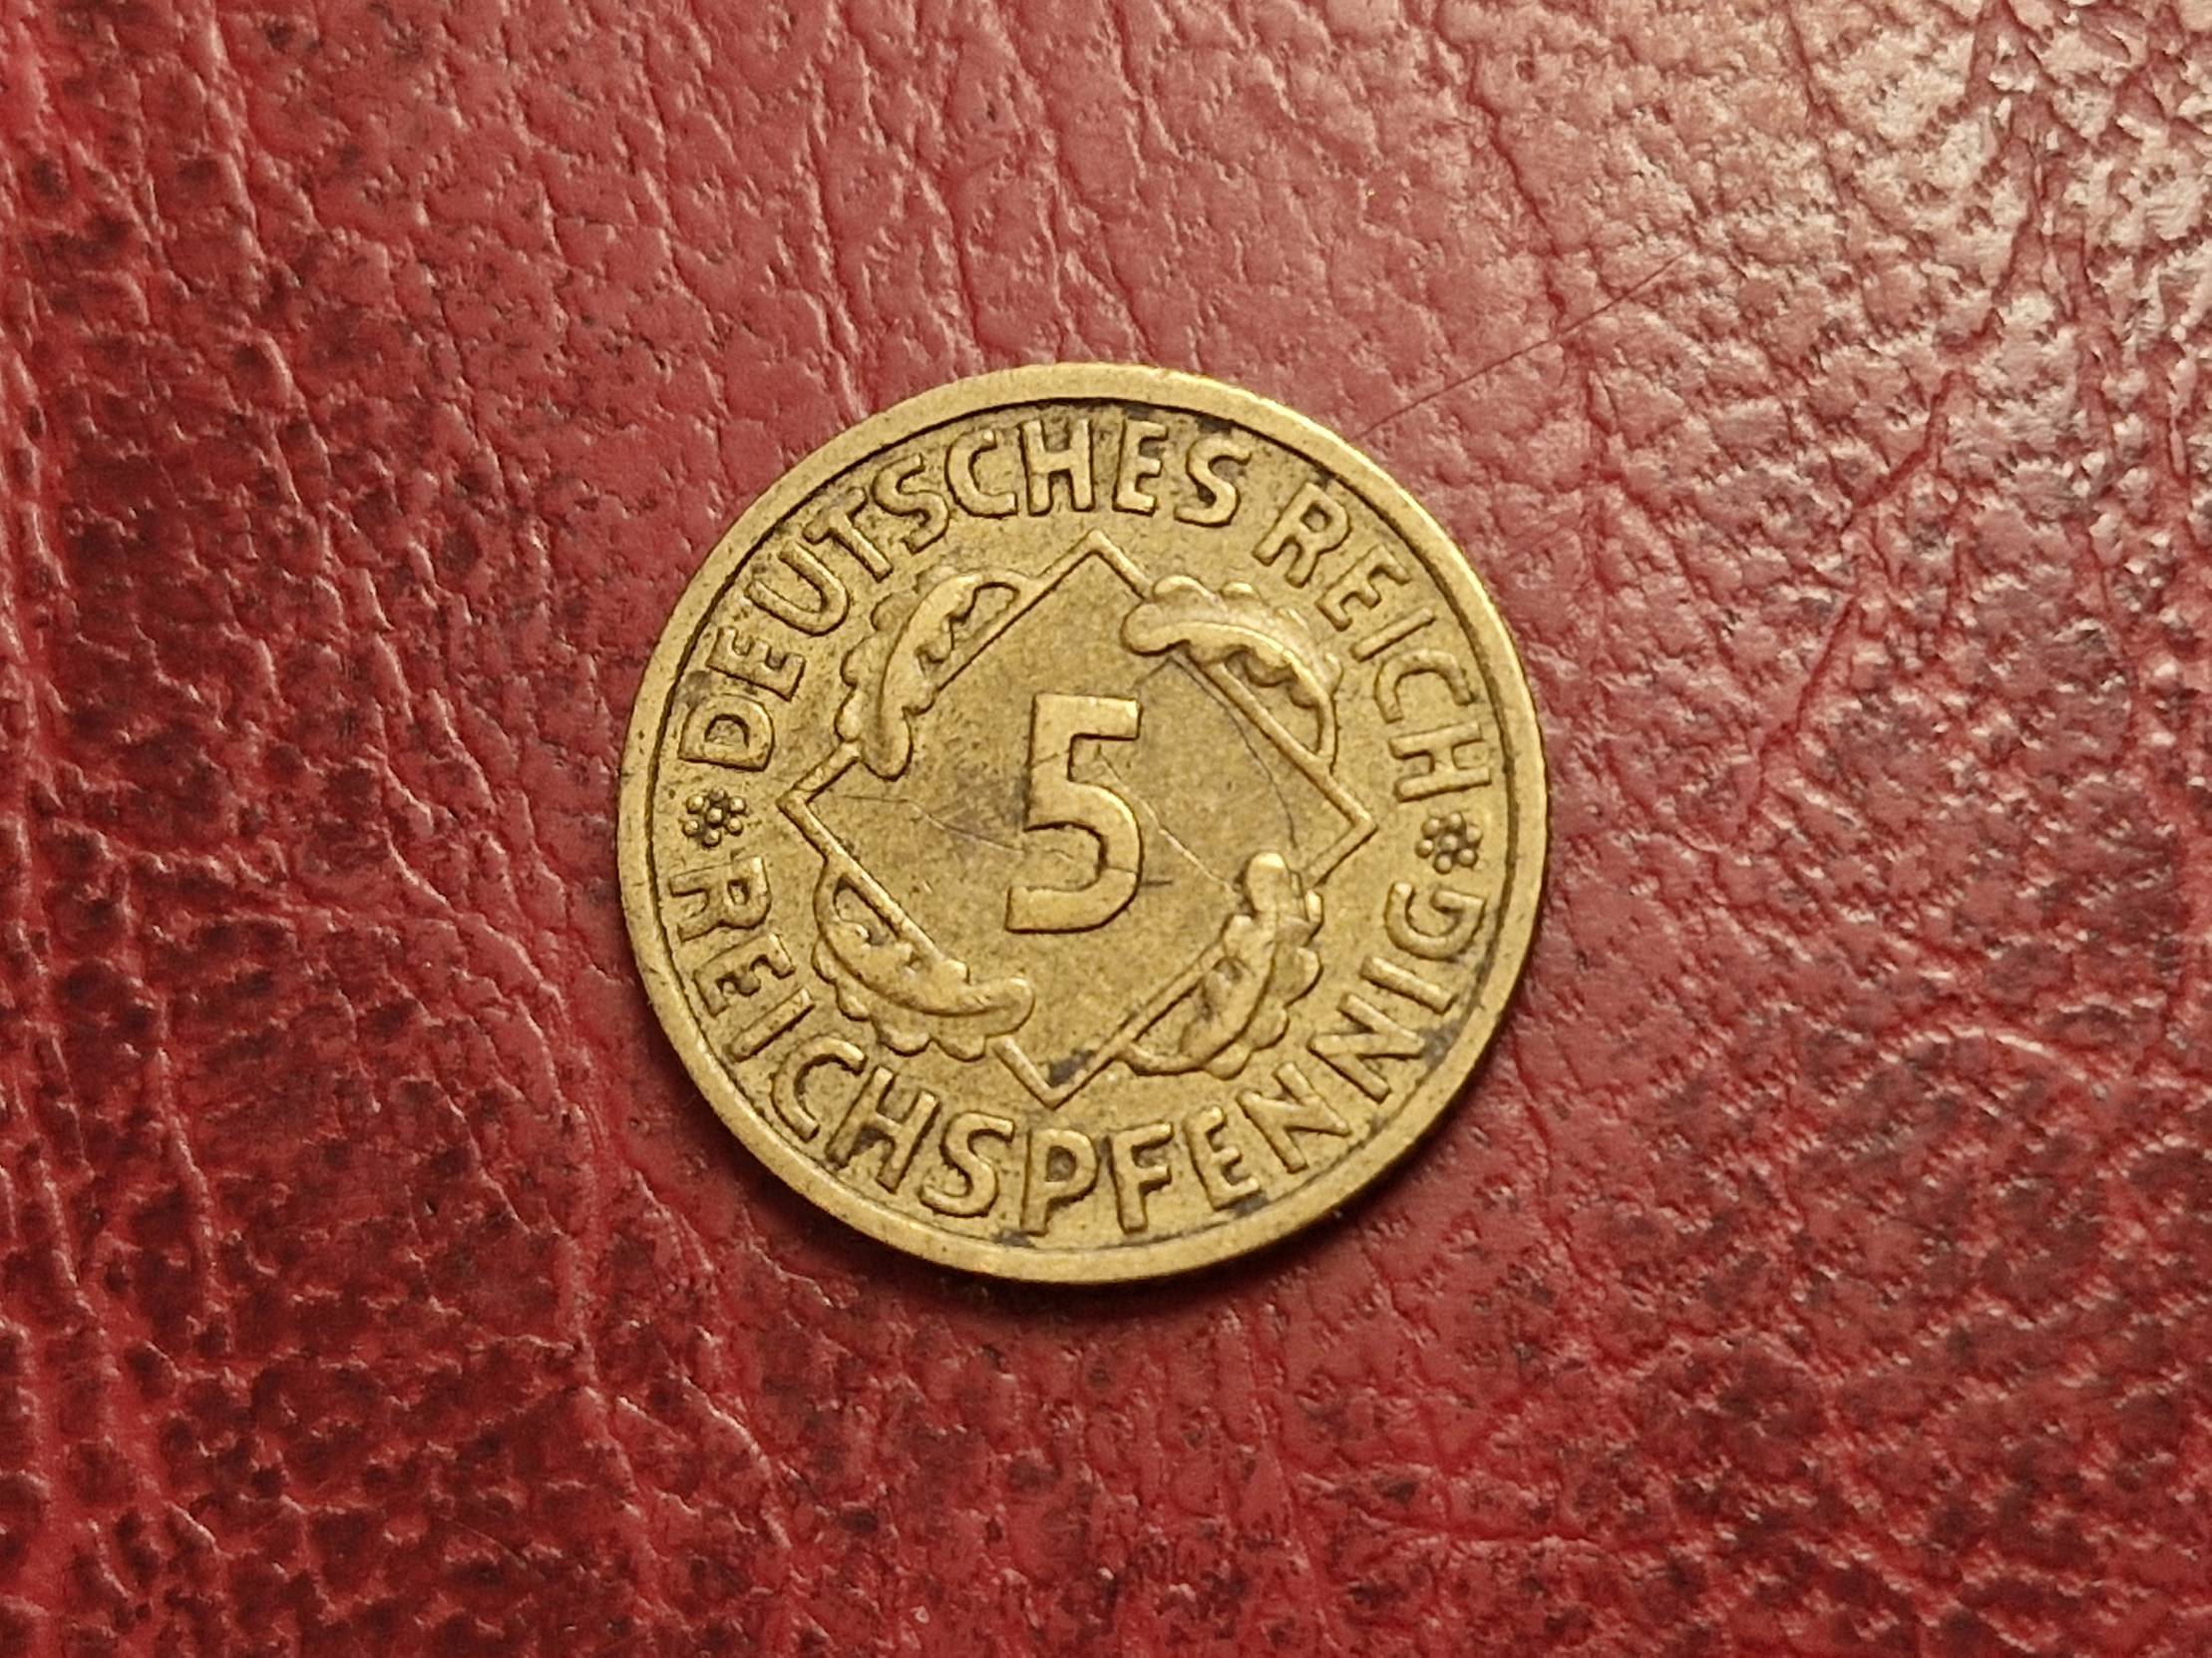 DEUTSCHES REICH
5
REICHSPFENNIG